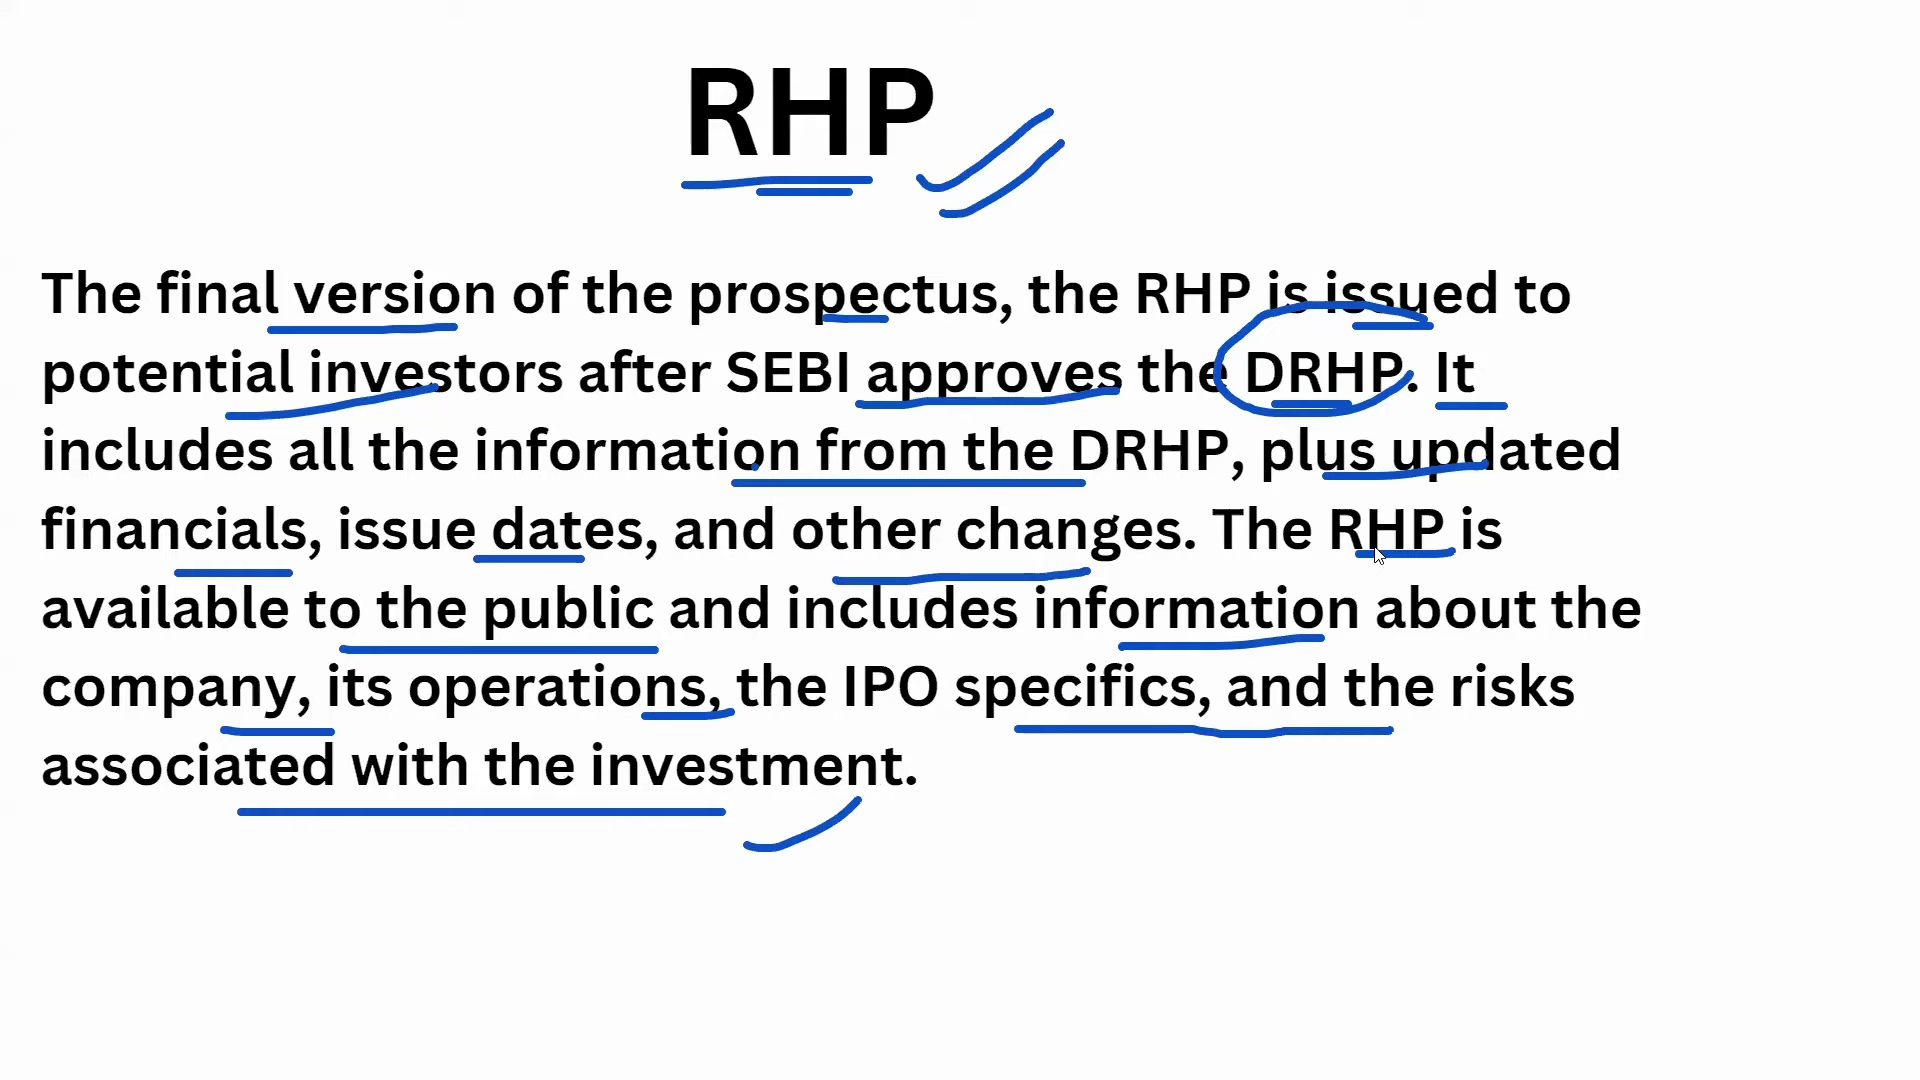 RHP
The final version of the prospectus, the RHP is issued to
potential investors after SEBI approves the DRHP. It
includes all the information from the DRHP, plus updated
financials, issue dates, and other changes. The RHP is
available to the public and includes information about the
company, its operations, the IPO specifics, and the risks
associated with the investment.